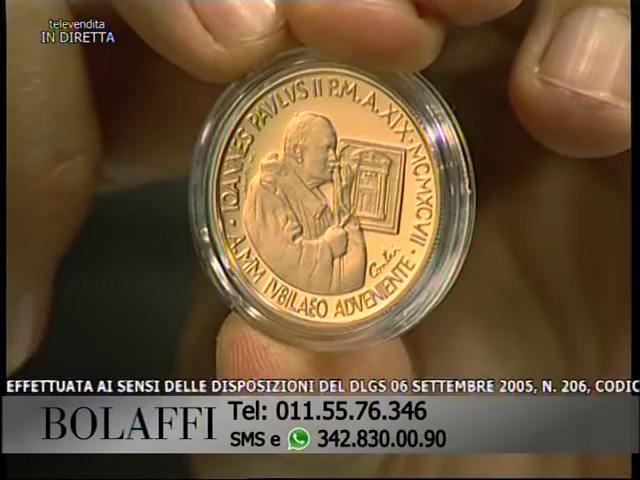 televendita
IN DIRETTA
IOANNES PAVLVS II P.M. A. XIX · MCMXCVII
A.MM IVBILAEO ADVENIENTE
EFFETTUATA AI SENSI DELLE DISPOSIZIONI DEL DLGS 06 SETTEMBRE 2005, N. 206, CODIC
BOLAFFI
Tel: 011.55.76.346
SMS e 342.830.00.90